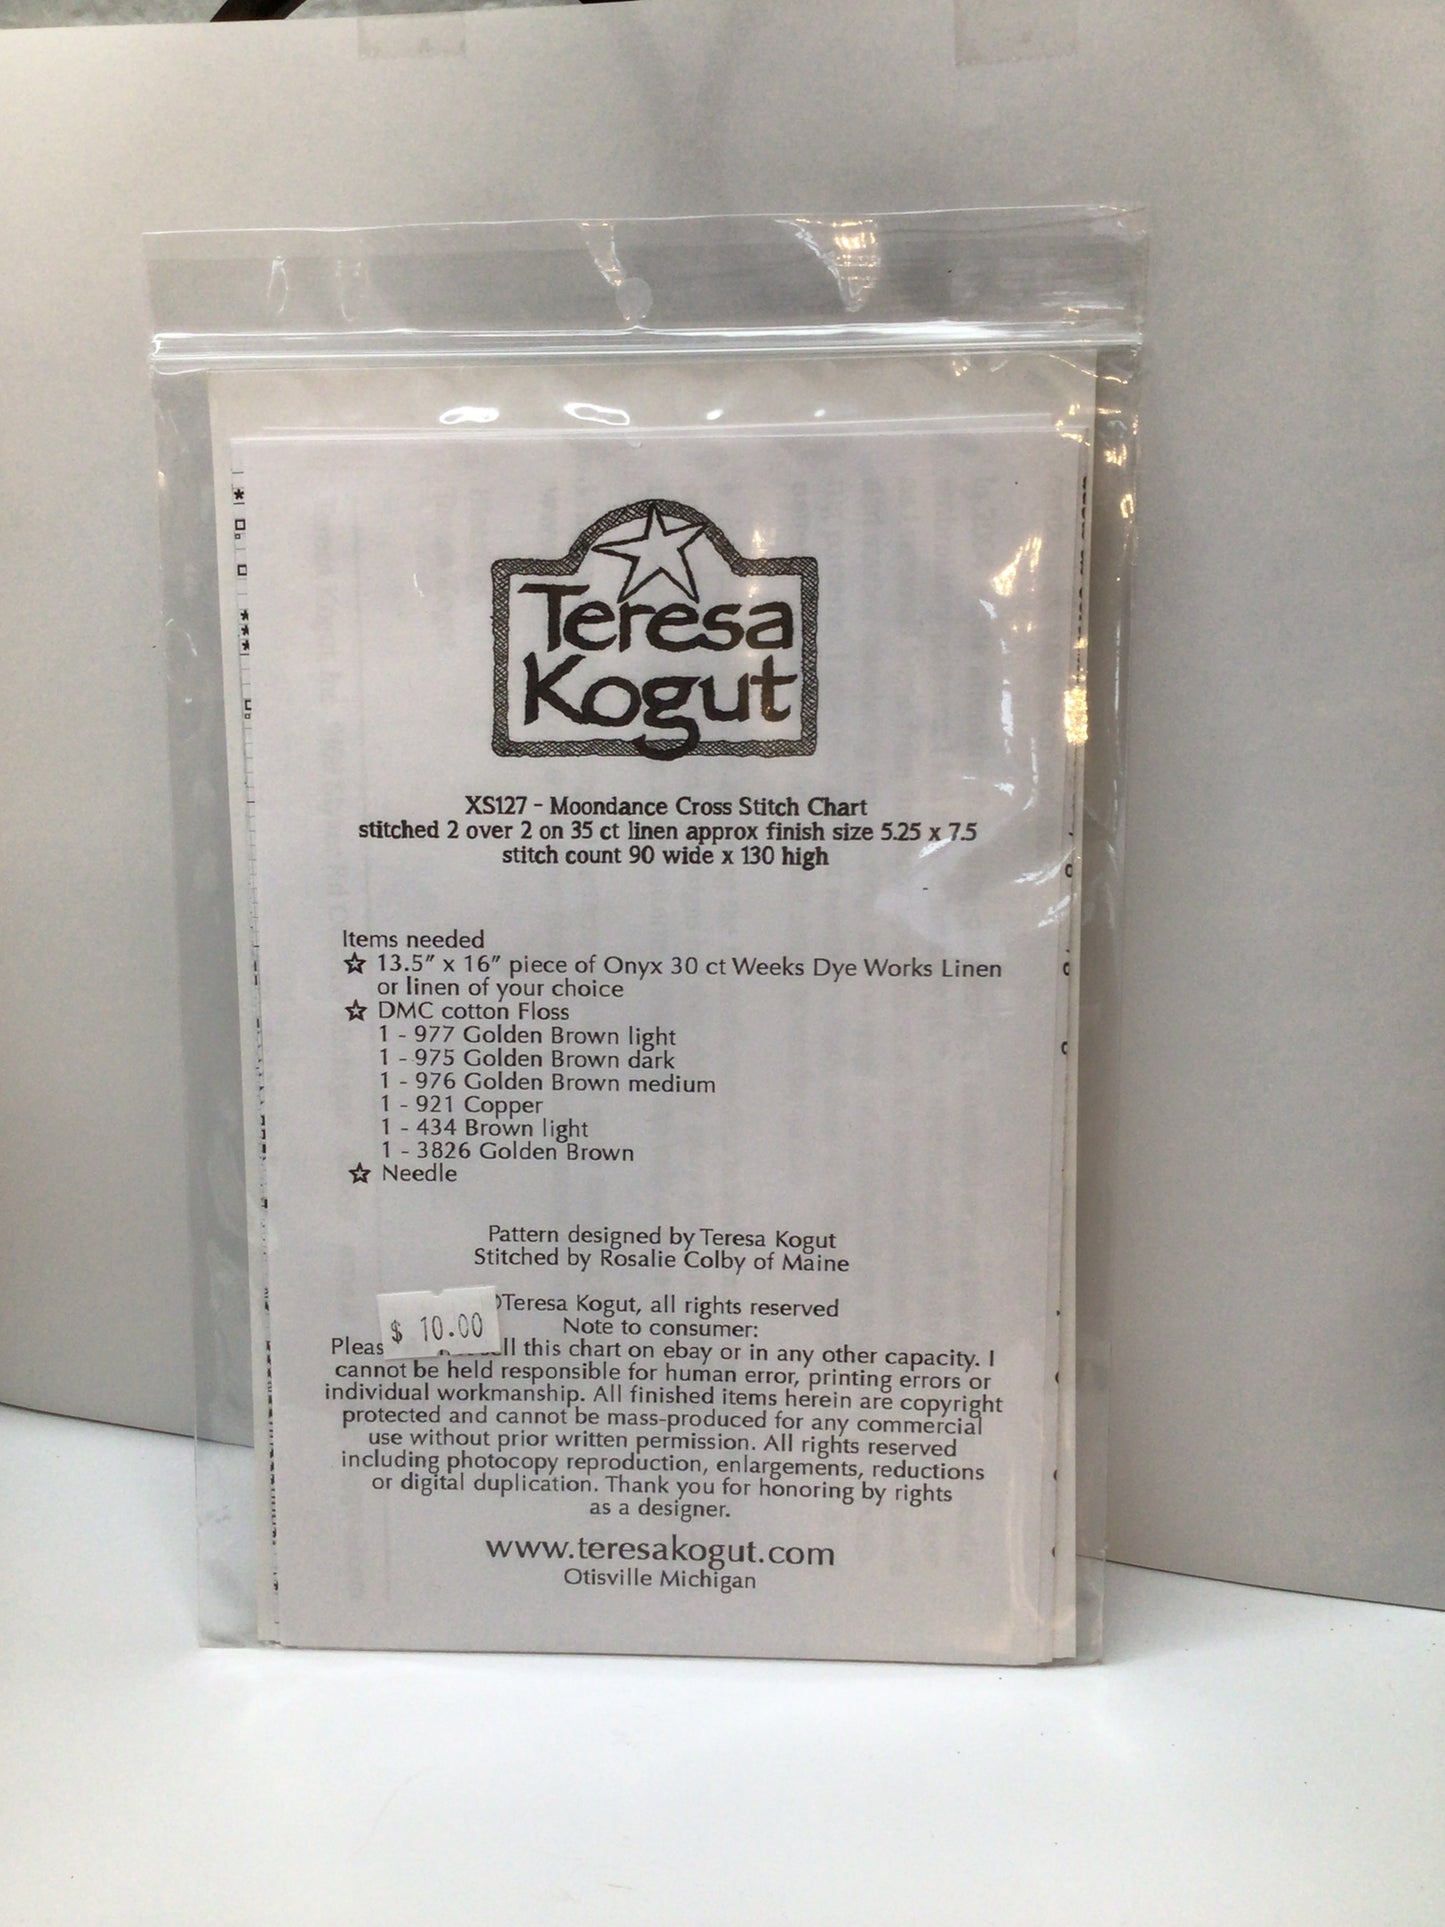 Teresa
Kogut
XS127 - Moondance Cross Stitch Chart
stitched 2 over 2 on 35 ct linen approx finish size 5.25 x 7.5
stitch count 90 wide x 130 high
Items needed
☆ 13.5" x 16" piece of Onyx 30 ct Weeks Dye Works Linen
or linen of your choice
☆ DMC cotton Floss
1 - 977 Golden Brown light
1 - 975 Golden Brown dark
1 - 976 Golden Brown medium
1 - 921 Copper
1 - 434 Brown light
1 - 3826 Golden Brown
☆ Needle
Pattern designed by Teresa Kogut
Stitched by Rosalie Colby of Maine
©Teresa Kogut, all rights reserved
$ 10.00
Note to consumer:
Pleas ll this chart on ebay or in any other capacity. I
cannot be held responsible for human error, printing errors or
individual workmanship. All finished items herein are copyright
protected and cannot be mass-produced for any commercial
use without prior written permission. All rights reserved
including photocopy reproduction, enlargements, reductions
or digital duplication. Thank you for honoring by rights
as a designer.
www.teresakogut.com
Otisville Michigan